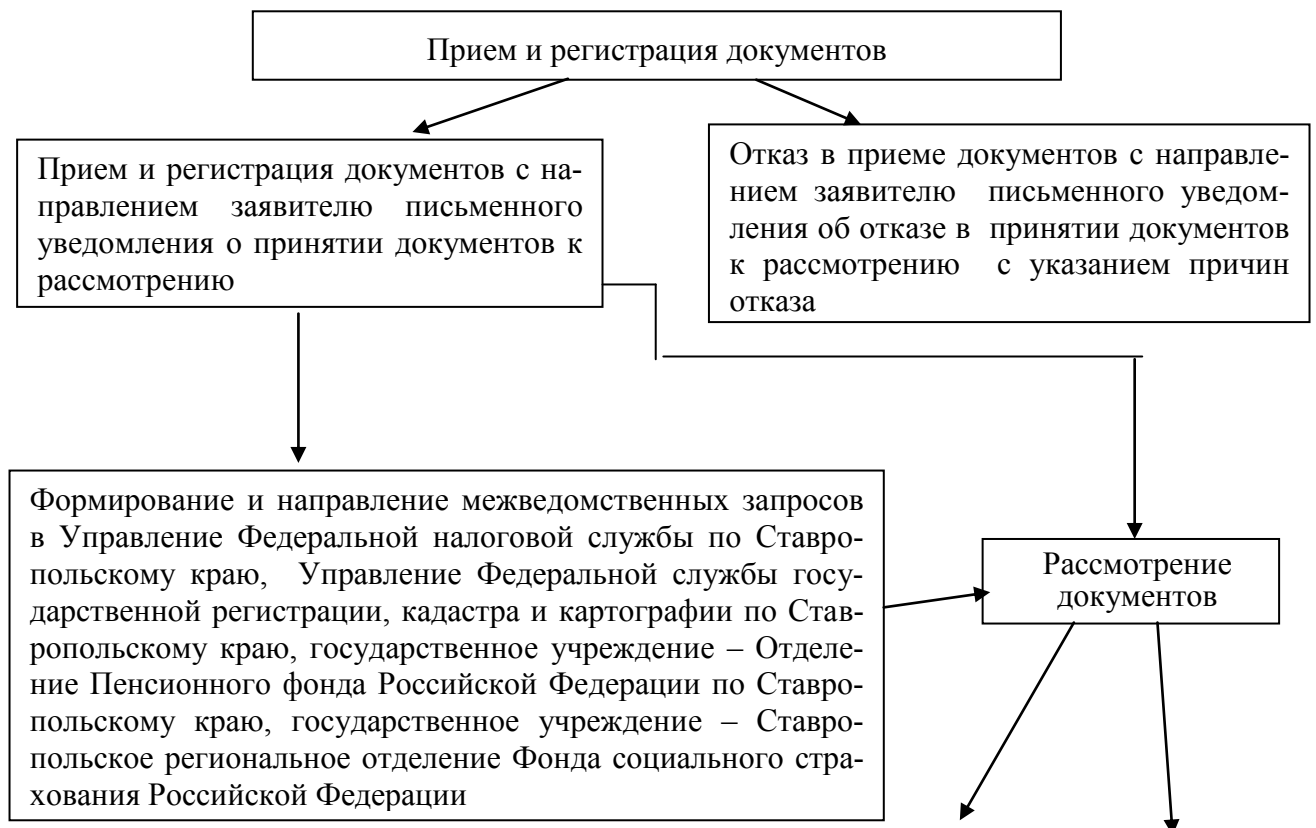 Прием и регистрация документов
Прием и регистрация документов с на-
правлением заявителю письменного
уведомления о принятии документов к
рассмотрению
Отказ в приеме документов с направле-
нием заявителю письменного уведом-
ления об отказе в принятии документов
к рассмотрению с указанием причин
отказа
Формирование и направление межведомственных запросов
в Управление Федеральной налоговой службы по Ставро-
польскому краю, Управление Федеральной службы госу-
дарственной регистрации, кадастра и картографии по Став-
ропольскому краю, государственное учреждение – Отделе-
ние Пенсионного фонда Российской Федерации по Ставро-
польскому краю, государственное учреждение – Ставро-
польское региональное отделение Фонда социального стра-
хования Российской Федерации
Рассмотрение
документов